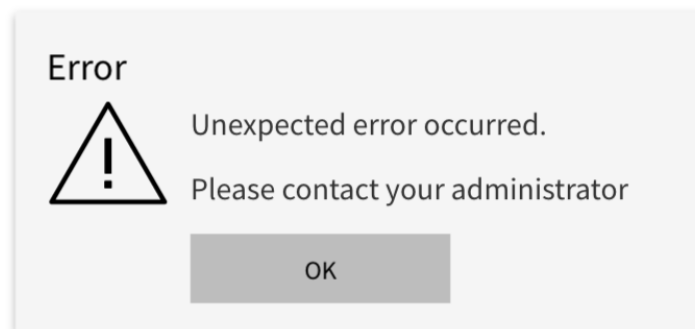 Error
Unexpected error occurred.
Please contact your administrator
OK